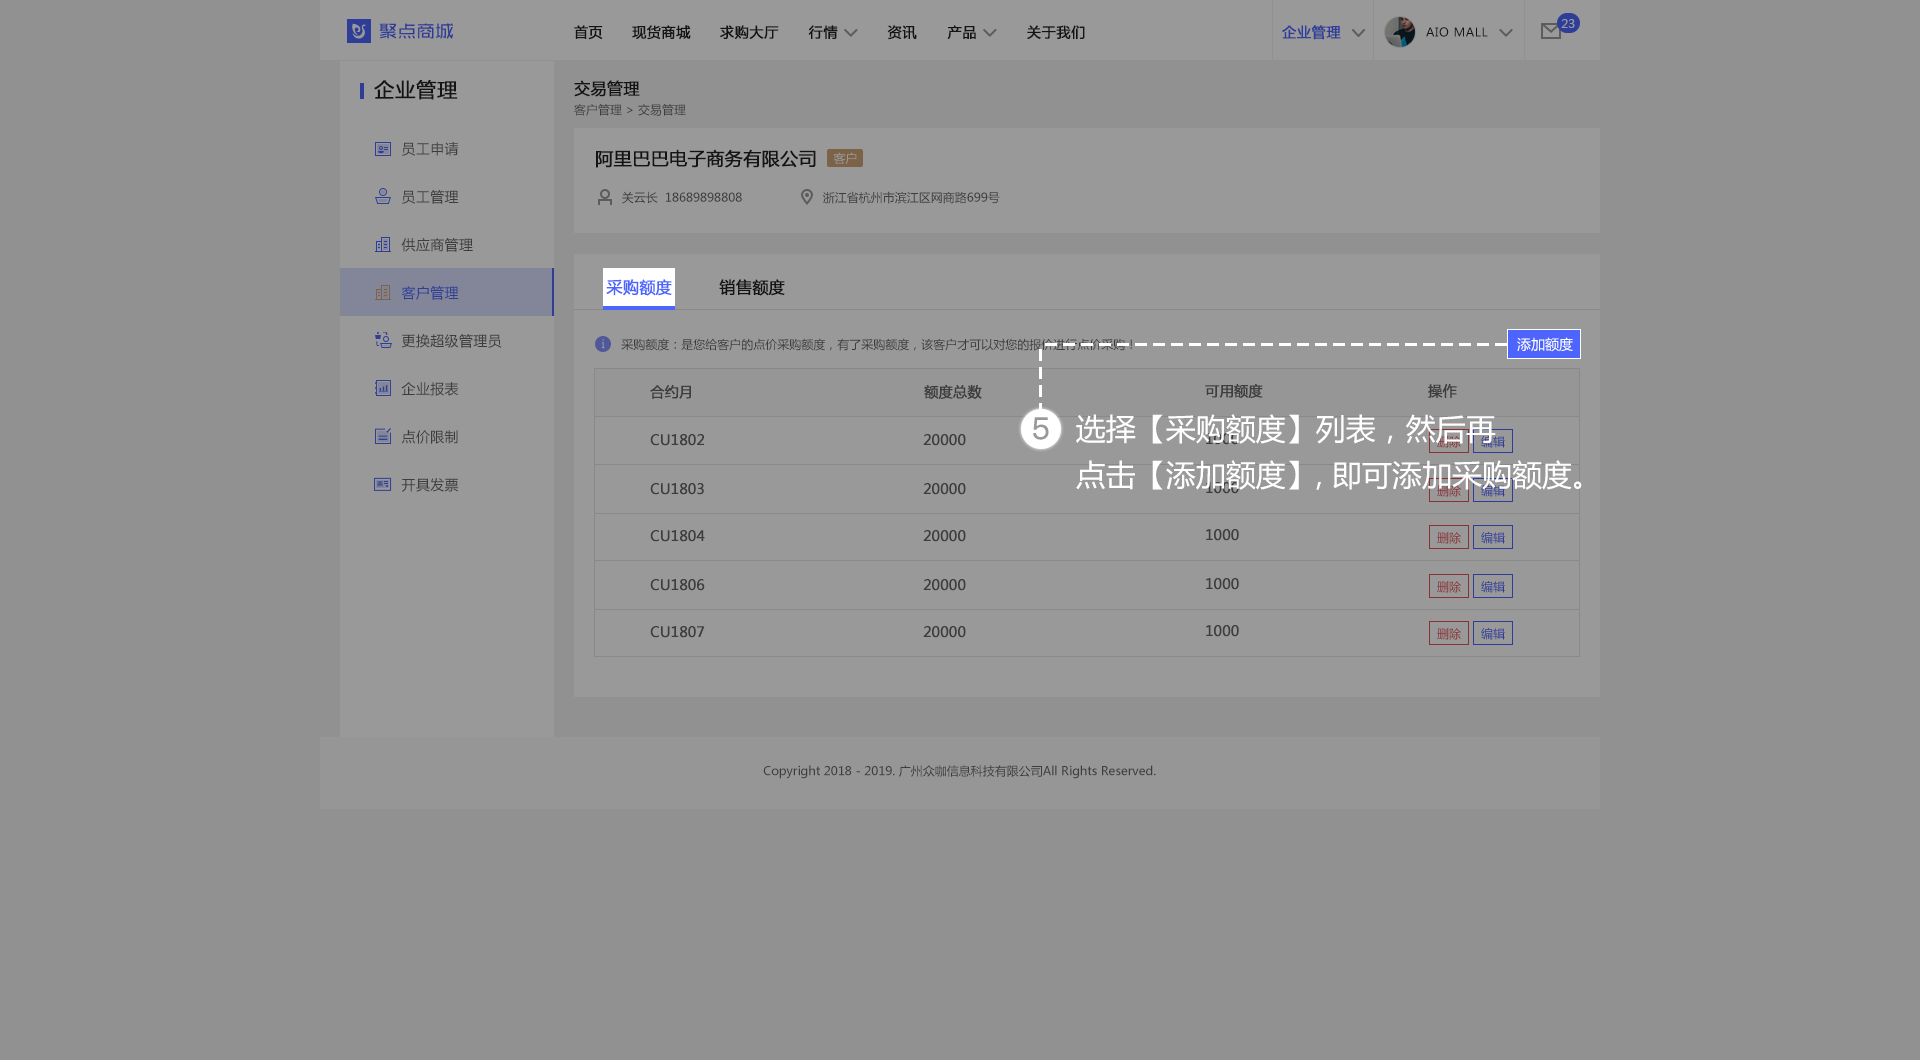 聚点商城
首页 现货商城 求购大厅 行情 资讯 产品 关于我们
企业管理 AIO MALL 23
企业管理
员工申请
员工管理
供应商管理
客户管理
更换超级管理员
企业报表
点价限制
开具发票
交易管理
客户管理 > 交易管理
阿里巴巴电子商务有限公司 客户
关云长 18689898808 浙江省杭州市滨江区网商路699号
采购额度 销售额度
采购额度：是您给客户的点价采购额度，有了采购额度，该客户才可以对您的报价进行点价采购！
添加额度
合约月 额度总数 可用额度 操作
CU1802 20000 1000 删除 编辑
CU1803 20000 1000 删除 编辑
CU1804 20000 1000 删除 编辑
CU1806 20000 1000 删除 编辑
CU1807 20000 1000 删除 编辑
5 选择【采购额度】列表，然后再
点击【添加额度】, 即可添加采购额度。
Copyright 2018 - 2019. 广州众咖信息科技有限公司All Rights Reserved.